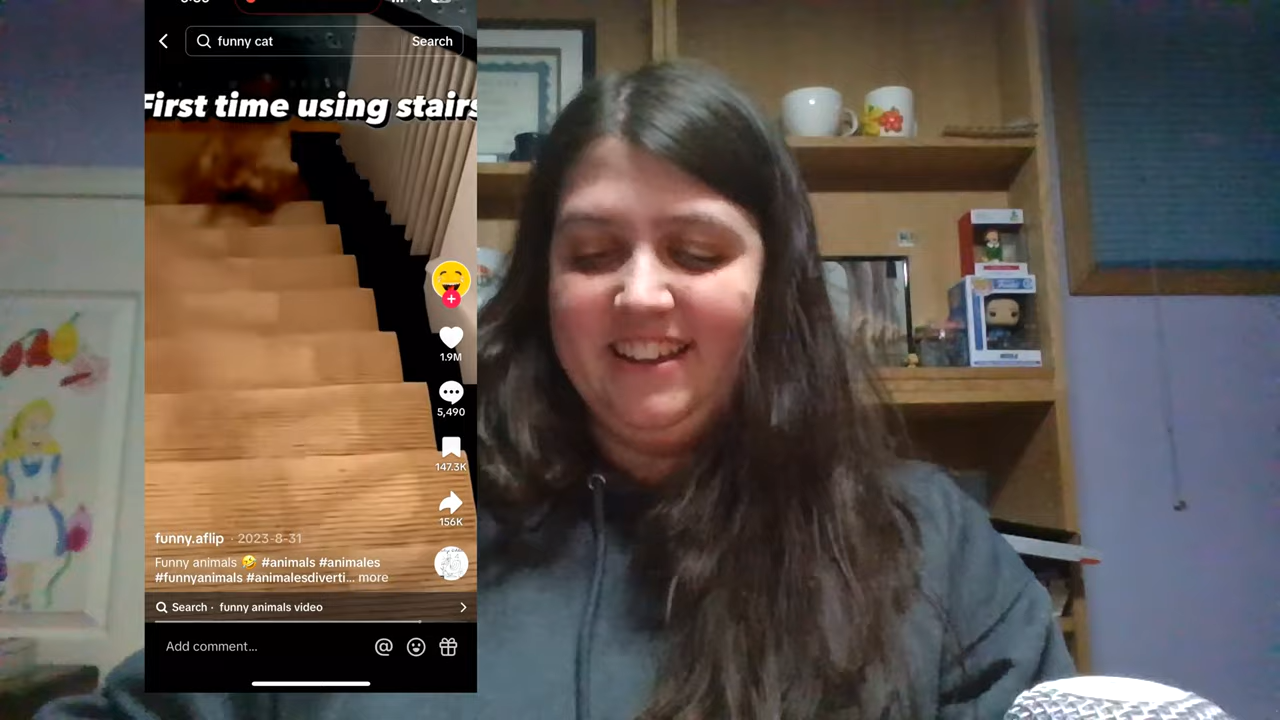 funny cat
Search
First time using stairs
1.9M
5,490
147.3K
156K
funny.aflip · 2023-8-31
Funny animals 🤣 #animals #animales
#funnyanimals #animalesdiverti... more
Search · funny animals video
Add comment...